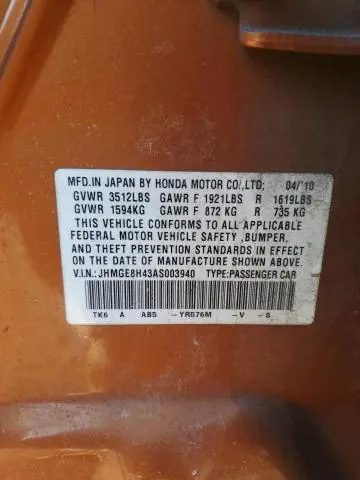 MFD.IN JAPAN BY HONDA MOTOR CO.,LTD; 04/'10
GVWR 3512LBS GAWR F 1921LBS R 1619LBS
GVWR 1594KG GAWR F 872 KG R 735 KG
THIS VEHICLE CONFORMS TO ALL APPLICABLE
FEDERAL MOTOR VEHICLE SAFETY ,BUMPER,
AND THEFT PREVENTION STANDARDS IN EFFECT
ON THE DATE OF MANUFACTURE SHOWN ABOVE.
V.I.N.: JHMGE8H43AS003940 TYPE:PASSENGER CAR
TK6 A AB5 -YR576M -V -S